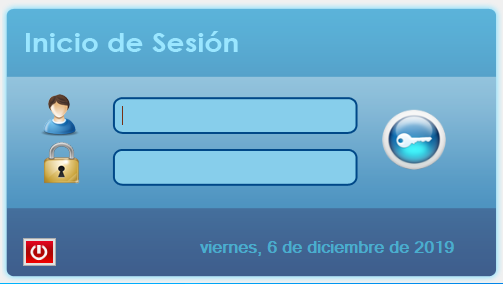 Inicio de Sesión
viernes, 6 de diciembre de 2019